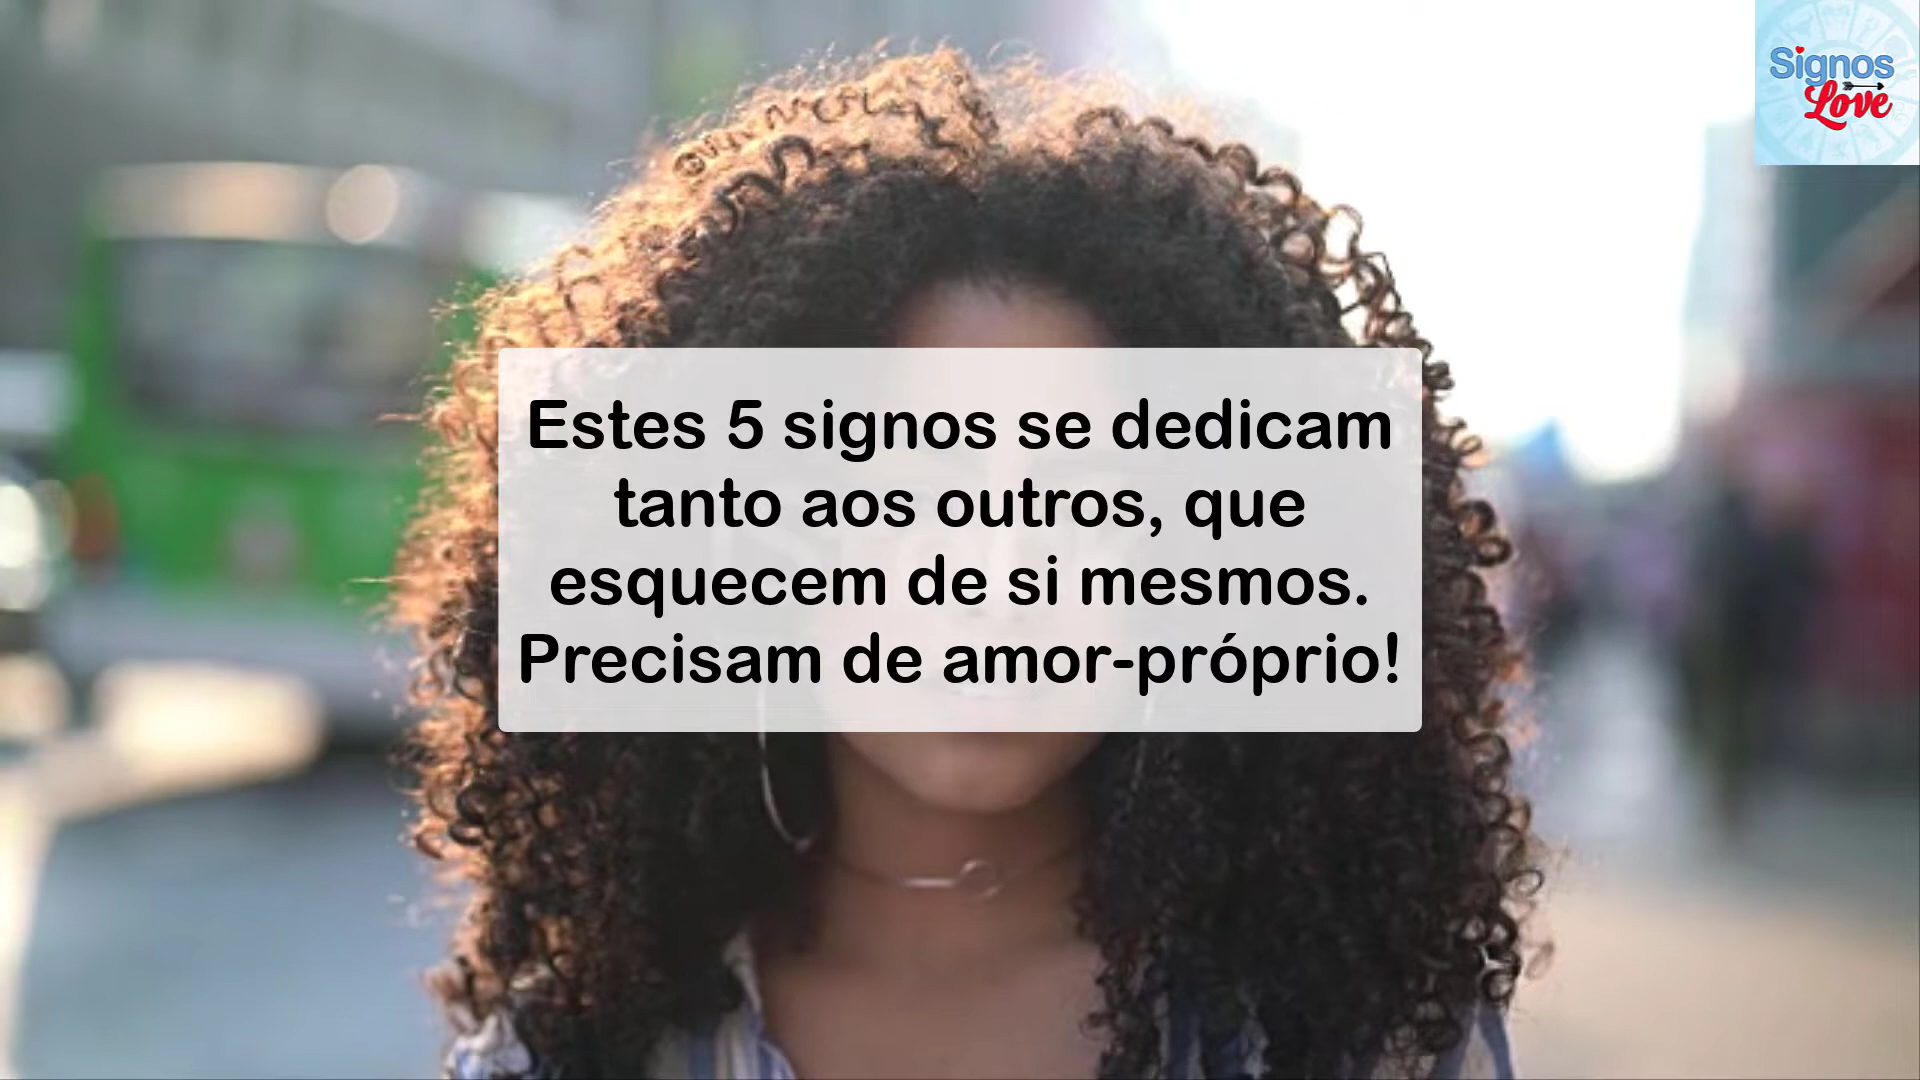 Signos
Love
Estes 5 signos se dedicam
tanto aos outros, que
esquecem de si mesmos.
Precisam de amor-próprio!